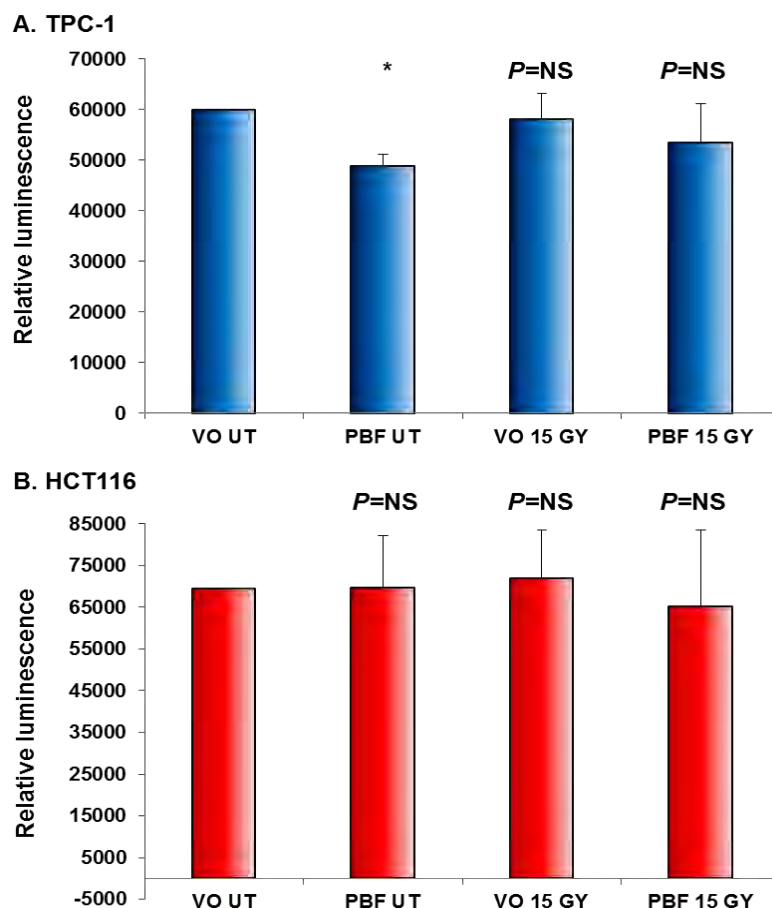 A. TPC-1
Relative luminescence
70000
60000
50000
40000
30000
20000
10000
0
*
P=NS
P=NS
VO UT
PBF UT
VO 15 GY
PBF 15 GY
B. HCT116
Relative luminescence
85000
75000
65000
55000
45000
35000
25000
15000
5000
-5000
P=NS
P=NS
P=NS
VO UT
PBF UT
VO 15 GY
PBF 15 GY